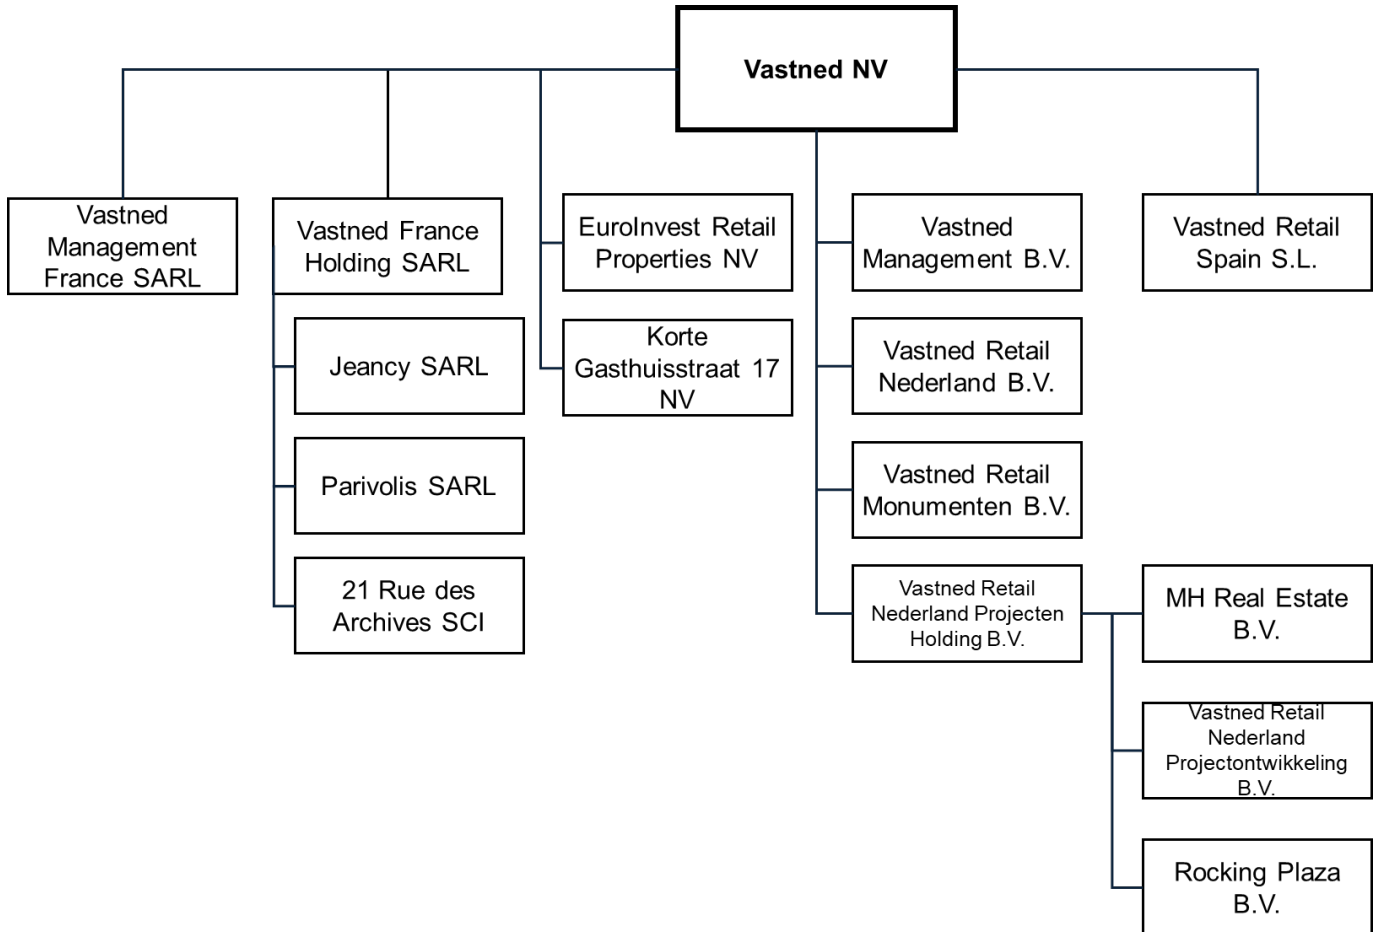 Vastned NV
Vastned
Management
France SARL
Vastned France
Holding SARL
EuroInvest Retail
Properties NV
Vastned
Management B.V.
Vastned Retail
Spain S.L.
Jeancy SARL
Korte
Gasthuisstraat 17
NV
Vastned Retail
Nederland B.V.
Parivolis SARL
Vastned Retail
Monumenten B.V.
21 Rue des
Archives SCI
Vastned Retail
Nederland Projecten
Holding B.V.
MH Real Estate
B.V.
Vastned Retail
Nederland
Projectontwikkeling
B.V.
Rocking Plaza
B.V.